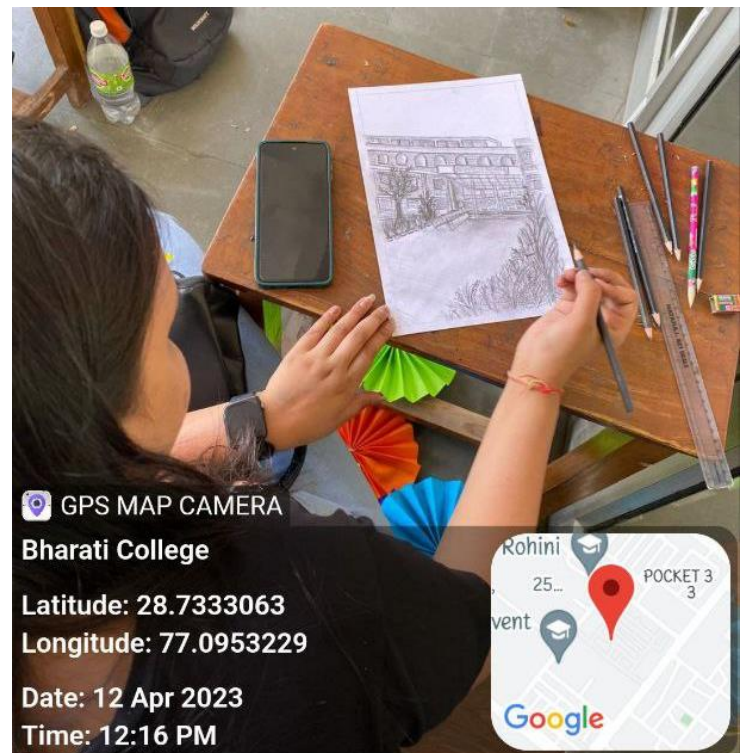 GPS MAP CAMERA
Bharati College
Latitude: 28.7333063
Longitude: 77.0953229
Date: 12 Apr 2023
Time: 12:16 PM
Rohini
25...
POCKET 3
3
vent
Google